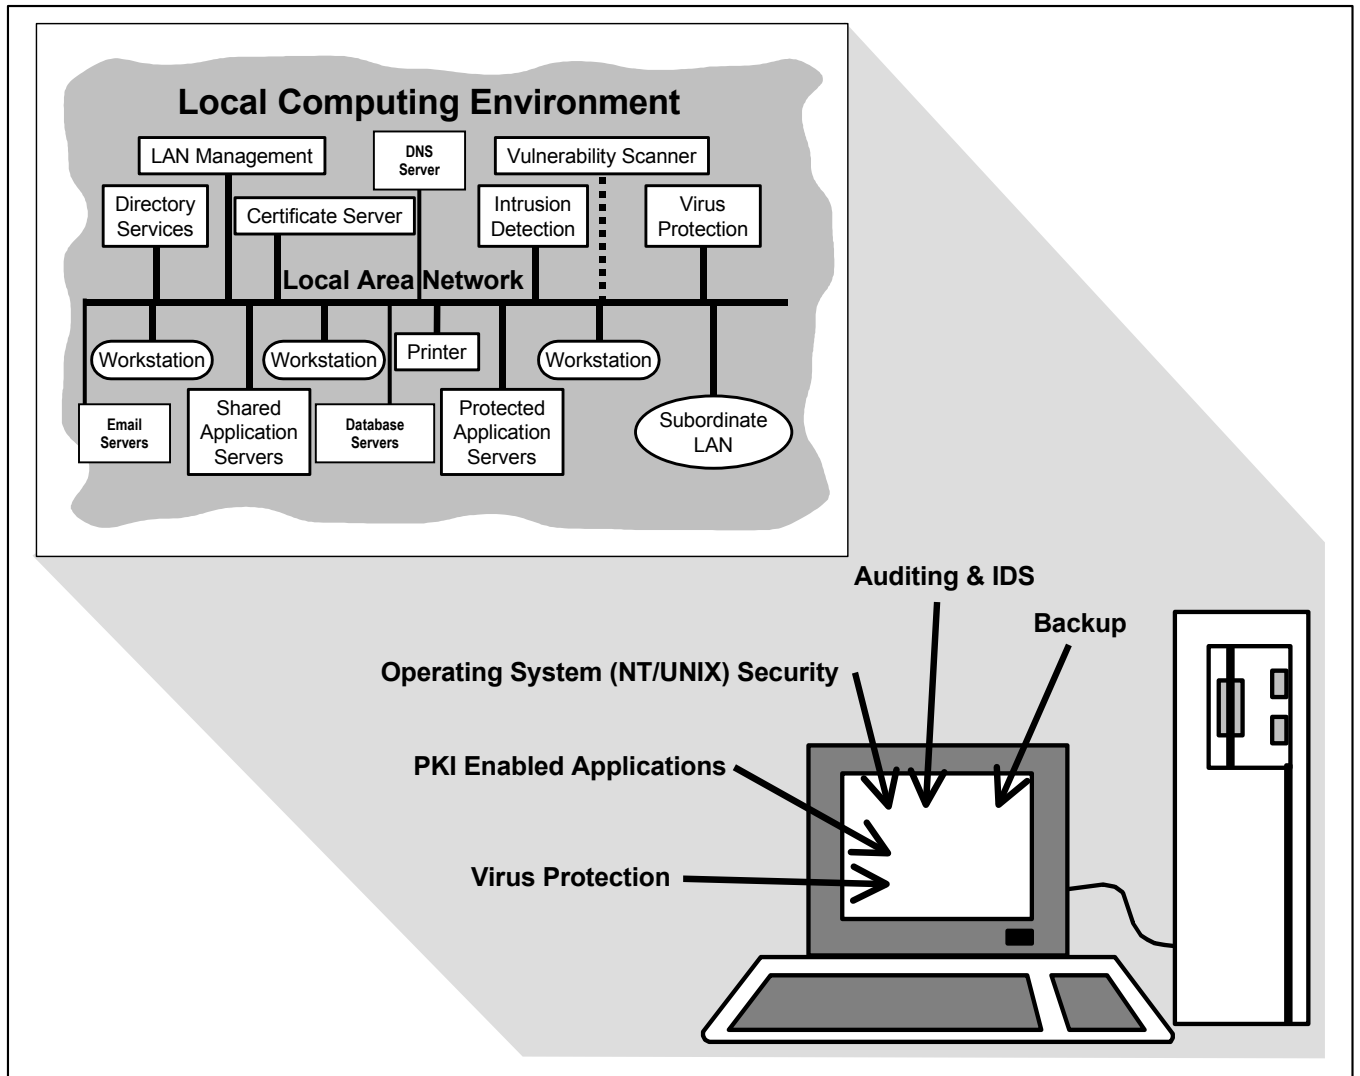 Local Computing Environment
LAN Management
DNS
Server
Vulnerability Scanner
Directory
Services
Certificate Server
Intrusion
Detection
Virus
Protection
Local Area Network
Workstation
Workstation
Printer
Workstation
Email
Servers
Shared
Application
Servers
Database
Servers
Protected
Application
Servers
Subordinate
LAN
Auditing & IDS
Backup
Operating System (NT/UNIX) Security
PKI Enabled Applications
Virus Protection